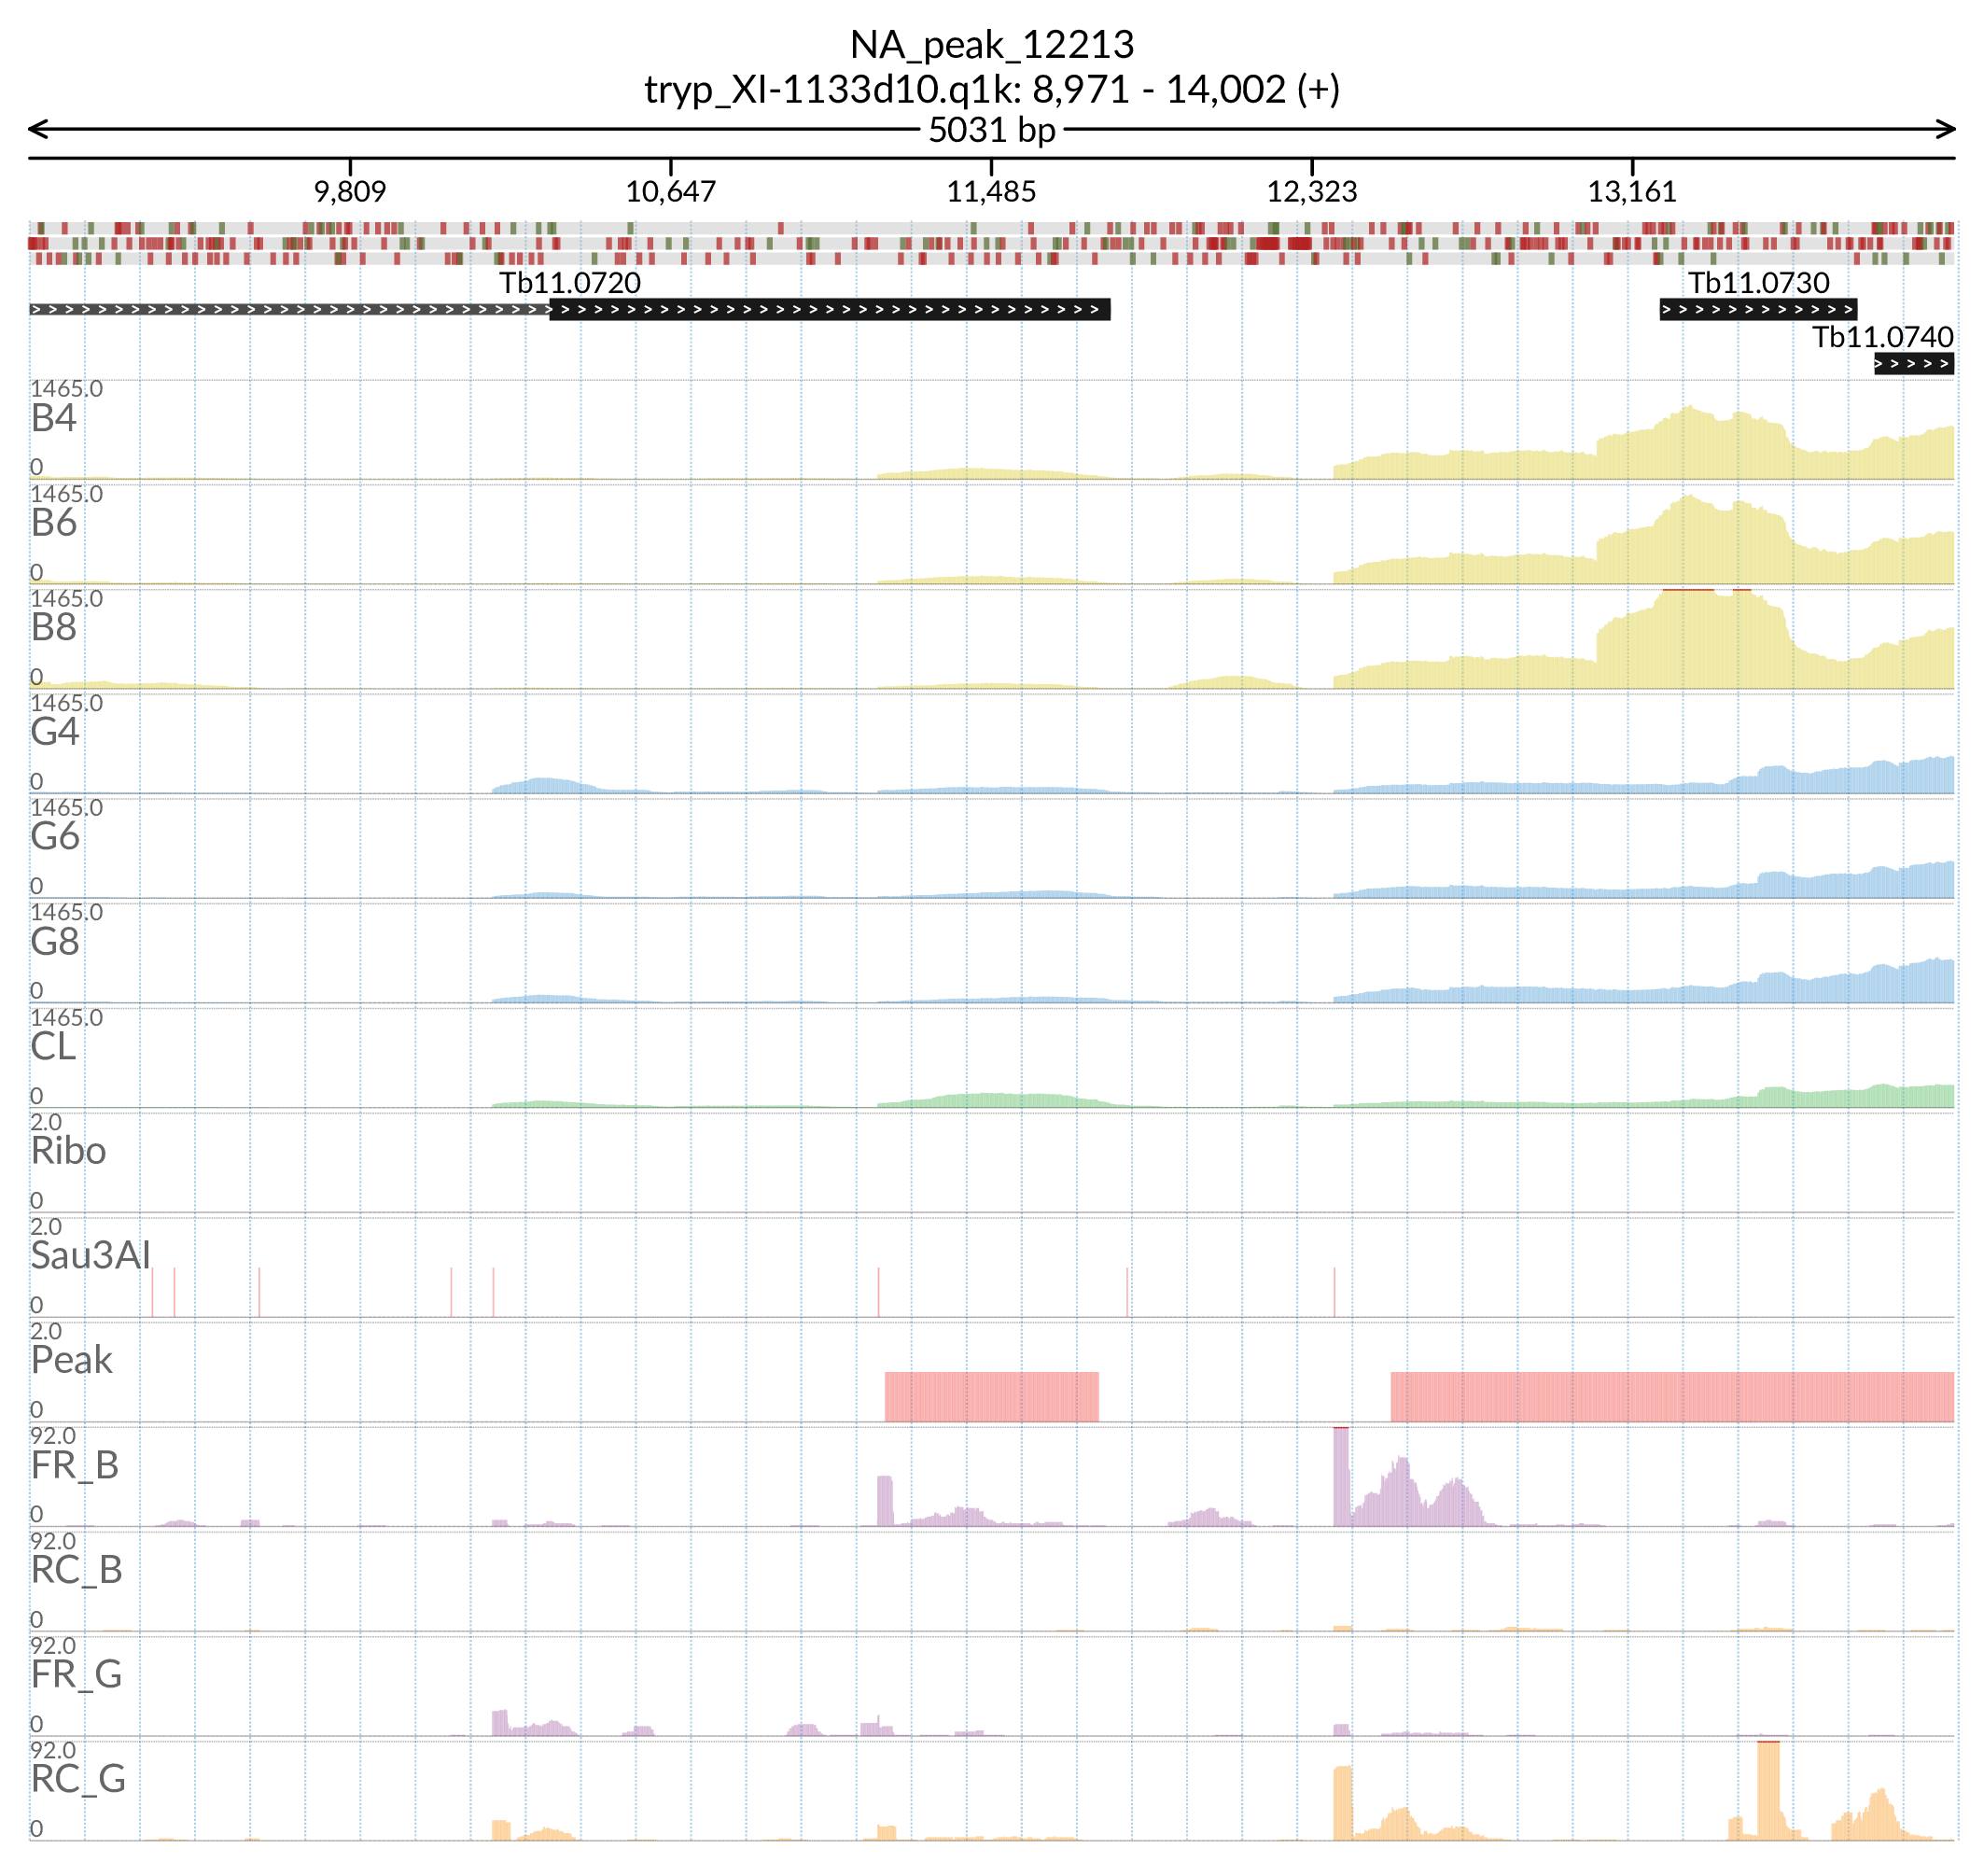 NA_peak_12213
tryp_XI-1133d10.q1k: 8,971 - 14,002 (+)
5031 bp
9,809 10,647 11,485 12,323 13,161
Tb11.0720 Tb11.0730
Tb11.0740
1465.0
B4
0
1465.0
B6
0
1465.0
B8
0
1465.0
G4
0
1465.0
G6
0
1465.0
G8
0
1465.0
CL
0
2.0
Ribo
0
2.0
Sau3AI
0
2.0
Peak
0
92.0
FR_B
0
92.0
RC_B
0
92.0
FR_G
0
92.0
RC_G
0